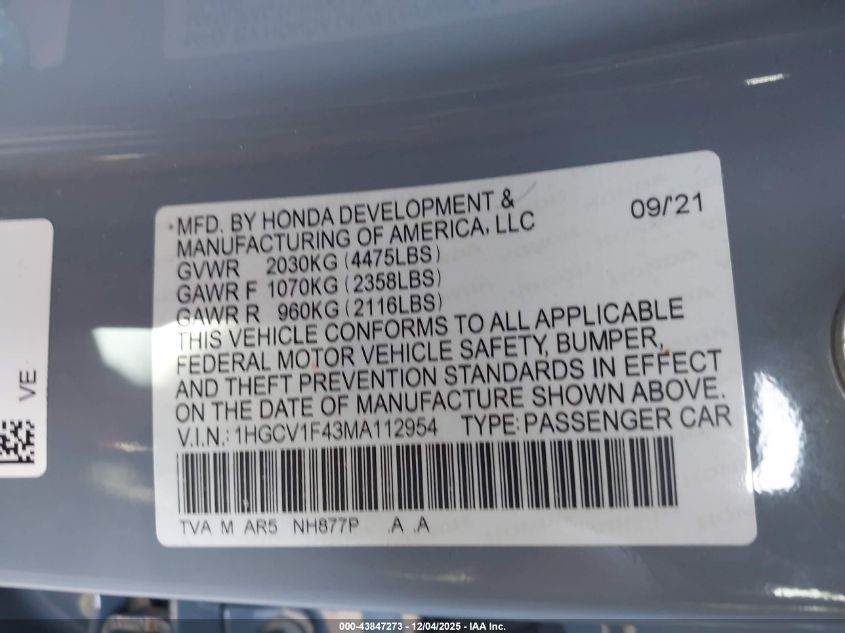 MFD. BY HONDA DEVELOPMENT & 09/'21
MANUFACTURING OF AMERICA, LLC
GVWR 2030KG (4475LBS)
GAWR F 1070KG (2358LBS)
GAWR R 960KG (2116LBS)
THIS VEHICLE CONFORMS TO ALL APPLICABLE
FEDERAL MOTOR VEHICLE SAFETY, BUMPER,
AND THEFT PREVENTION STANDARDS IN EFFECT
ON THE DATE OF MANUFACTURE SHOWN ABOVE.
V.I.N.: 1HGCV1F43MA112954 TYPE: PASSENGER CAR
TVA M AR5 NH877P .A .A
VE
000-43847273 - 12/04/2025 - IAA Inc.